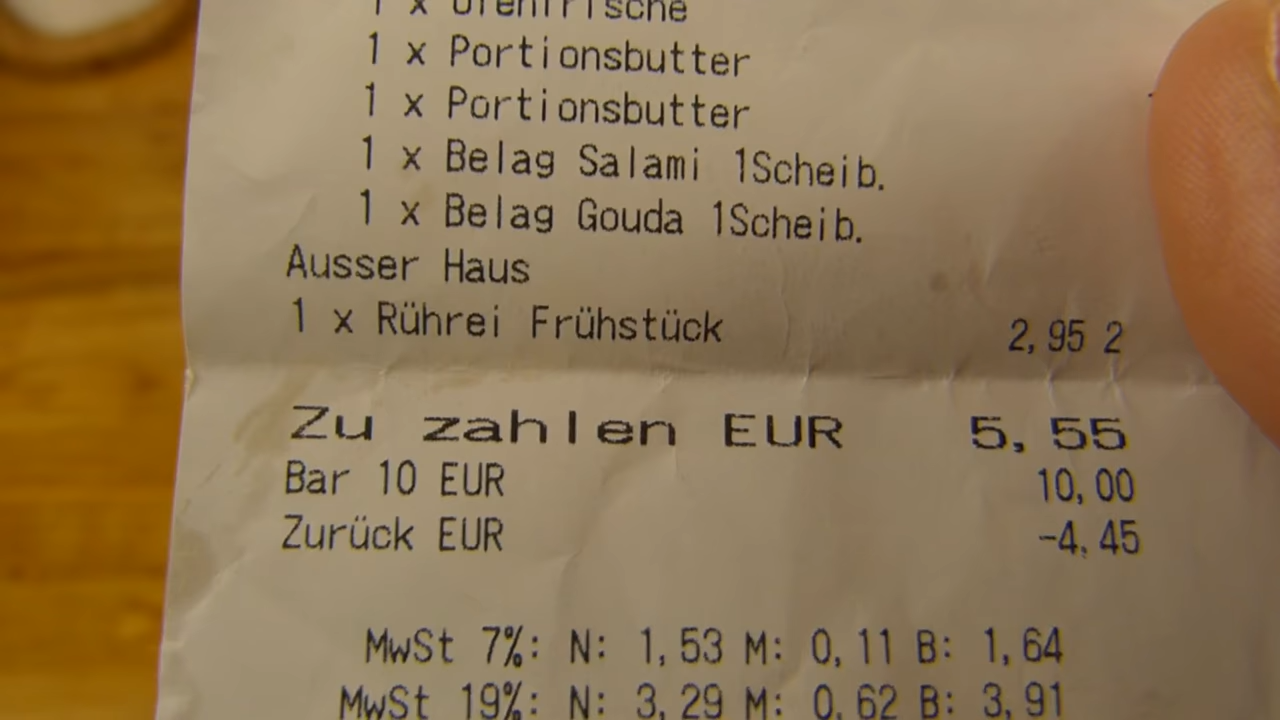 1 x Ofenfrische
1 x Portionsbutter
1 x Portionsbutter
1 x Belag Salami 1Scheib.
1 x Belag Gouda 1Scheib.
Ausser Haus
1 x Rührei Frühstück 2,95 2
Zu zahlen EUR 5,55
Bar 10 EUR 10,00
Zurück EUR -4,45
MwSt 7%: N: 1,53 M: 0,11 B: 1,64
MwSt 19%: N: 3,29 M: 0,62 B: 3,91